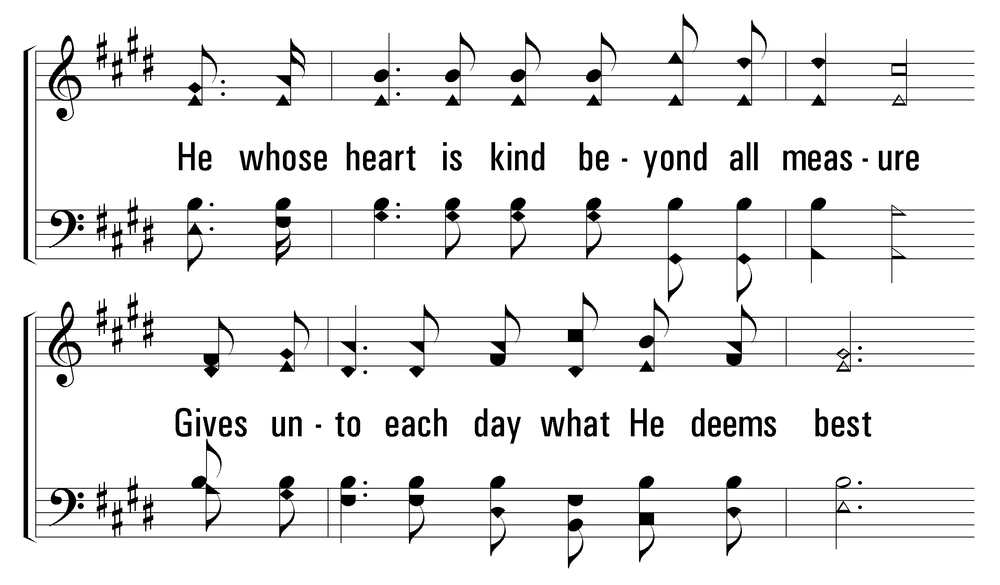 He whose heart is kind be - yond all meas - ure
Gives un - to each day what He deems best